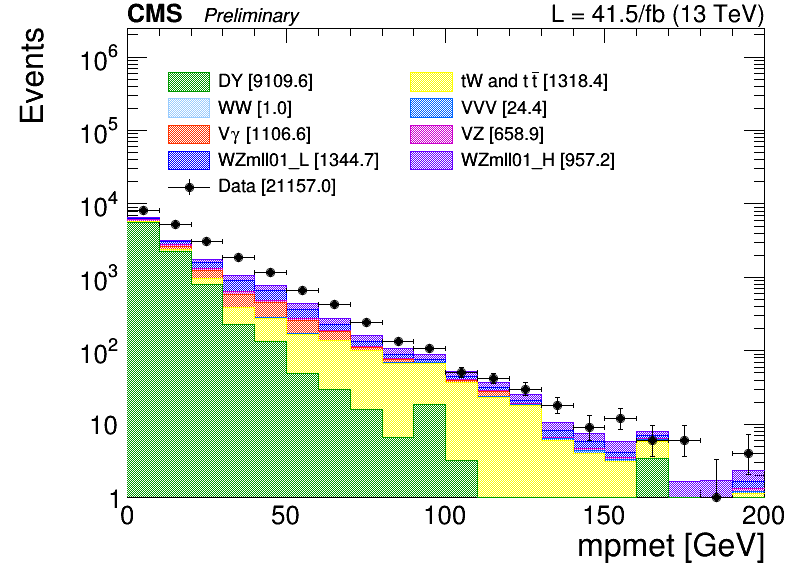 CMS Preliminary L = 41.5/fb (13 TeV)
Events
DY [9109.6] tW and tt̄ [1318.4]
WW [1.0] VVV [24.4]
Vγ [1106.6] VZ [658.9]
WZmll01_L [1344.7] WZmll01_H [957.2]
Data [21157.0]
10⁶
10⁵
10⁴
10³
10²
10
1
0 50 100 150 200
mpmet [GeV]